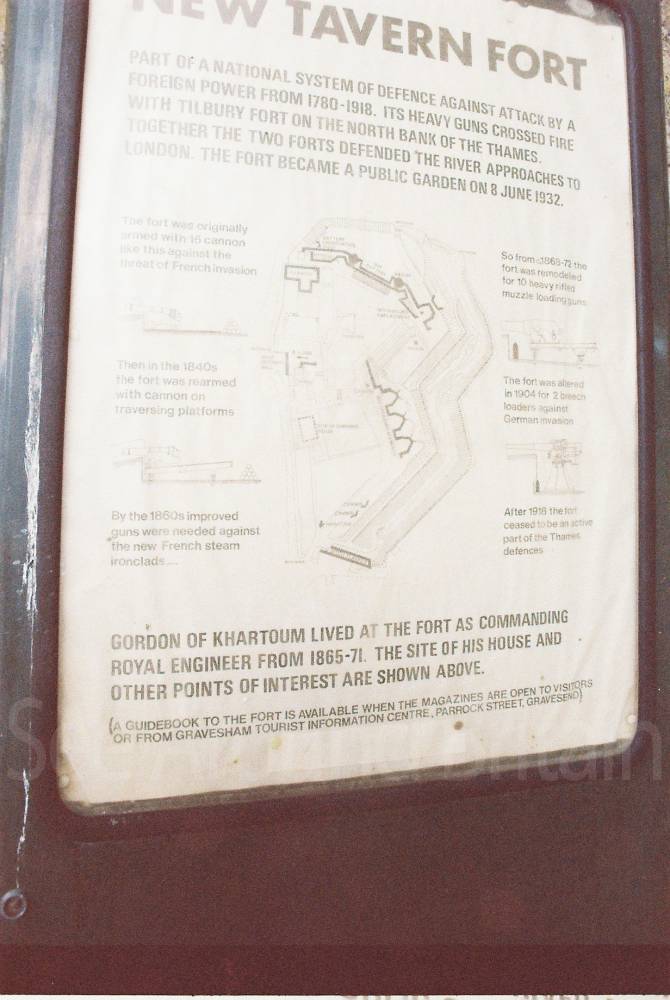 NEW TAVERN FORT
PART OF A NATIONAL SYSTEM OF DEFENCE AGAINST ATTACK BY A
FOREIGN POWER FROM 1780-1918. ITS HEAVY GUNS CROSSED FIRE
WITH TILBURY FORT ON THE NORTH BANK OF THE THAMES.
TOGETHER THE TWO FORTS DEFENDED THE RIVER APPROACHES TO
LONDON. THE FORT BECAME A PUBLIC GARDEN ON 8 JUNE 1932.
The fort was originally
armed with 16 cannon
like this against the
threat of French invasion
Then in the 1840s
the fort was rearmed
with cannon on
traversing platforms
By the 1860s improved
guns were needed against
the new French steam
ironclads....
So from 1868-72 the
fort was remodelled
for 10 heavy rifled
muzzle loading guns
The fort was altered
in 1904 for 2 breech
loaders against
German invasion
After 1918 the fort
ceased to be an active
part of the Thames
defences
GORDON OF KHARTOUM LIVED AT THE FORT AS COMMANDING
ROYAL ENGINEER FROM 1865-71. THE SITE OF HIS HOUSE AND
OTHER POINTS OF INTEREST ARE SHOWN ABOVE.
(A GUIDEBOOK TO THE FORT IS AVAILABLE WHEN THE MAGAZINES ARE OPEN TO VISITORS
OR FROM GRAVESHAM TOURIST INFORMATION CENTRE, PARROCK STREET, GRAVESEND)
See Around Britain